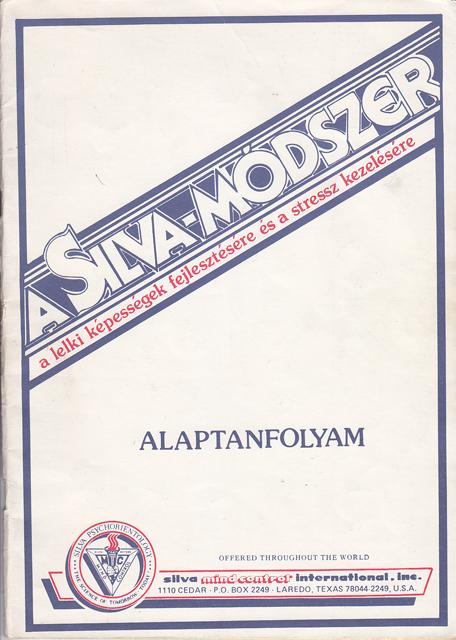 A SILVA-MÓDSZER
a lelki képességek fejlesztésére és a stressz kezelésére
ALAPTANFOLYAM
SILVA PSYCHORIENTOLOGY
THE SCIENCE OF TOMORROW TODAY
OFFERED THROUGHOUT THE WORLD
silva mind control international, inc.
1110 CEDAR - P.O. BOX 2249 - LAREDO, TEXAS 78044-2249, U.S.A.